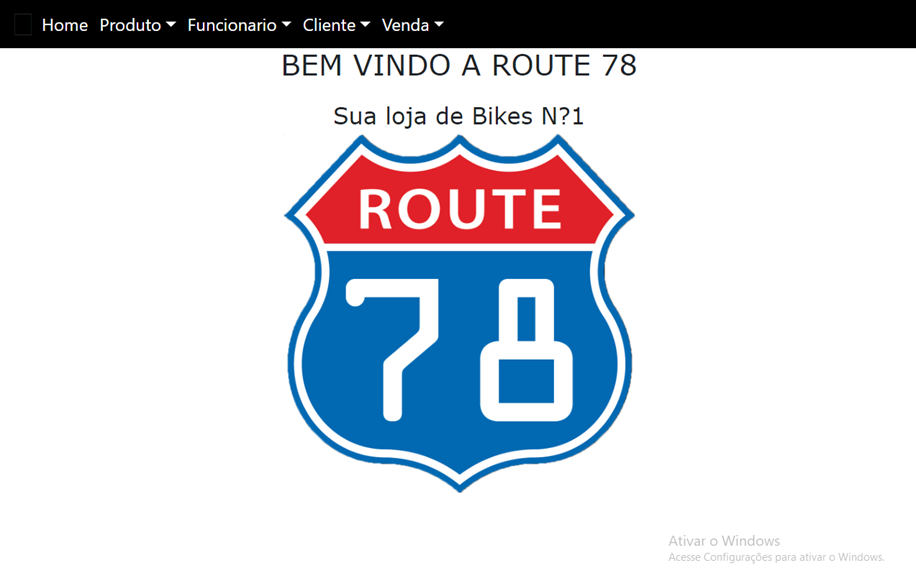 Home Produto Funcionario Cliente Venda
BEM VINDO A ROUTE 78
Sua loja de Bikes N?1
ROUTE
78
Ativar o Windows
Acesse Configurações para ativar o Windows.